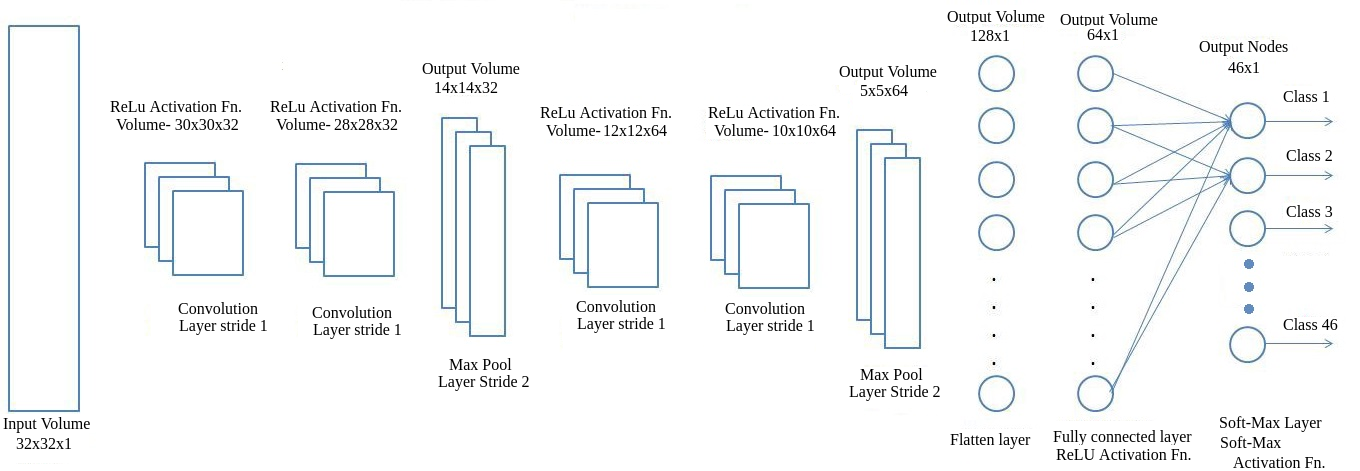 Input Volume
32x32x1
ReLu Activation Fn.
Volume- 30x30x32
Convolution
Layer stride 1
ReLu Activation Fn.
Volume- 28x28x32
Convolution
Layer stride 1
Output Volume
14x14x32
Max Pool
Layer Stride 2
ReLu Activation Fn.
Volume- 12x12x64
Convolution
Layer stride 1
ReLu Activation Fn.
Volume- 10x10x64
Convolution
Layer stride 1
Output Volume
5x5x64
Max Pool
Layer Stride 2
Output Volume
128x1
Flatten layer
Output Volume
64x1
Fully connected layer
ReLU Activation Fn.
Output Nodes
46x1
Class 1
Class 2
Class 3
Class 46
Soft-Max Layer
Soft-Max
Activation Fn.